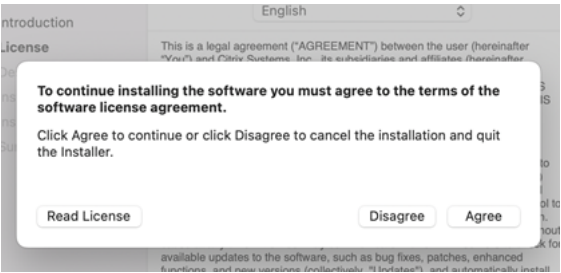 English
Introduction
License
This is a legal agreement ("AGREEMENT") between the user (hereinafter
"You") and Citrix Systems, Inc., its subsidiaries and affiliates (hereinafter
To continue installing the software you must agree to the terms of the
software license agreement.
Click Agree to continue or click Disagree to cancel the installation and quit
the Installer.
Read License
Disagree
Agree
available updates to the software, such as bug fixes, patches, enhanced
functions, and new versions (collectively, "Updates"), and automatically install